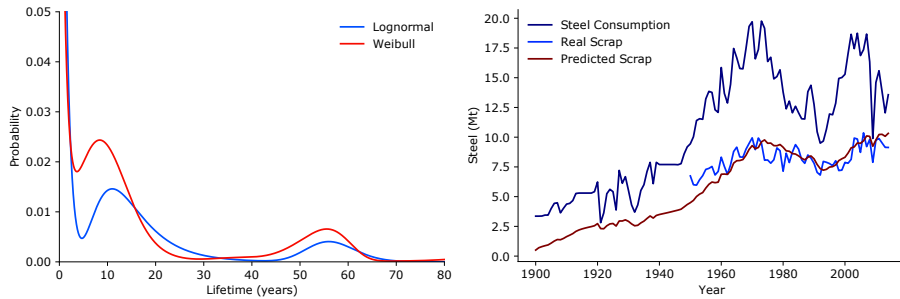 0.05
0.04
0.03
0.02
0.01
0.00
Probability
0 10 20 30 40 50 60 70 80
Lifetime (years)
Lognormal
Weibull
20.0
17.5
15.0
12.5
10.0
7.5
5.0
2.5
0.0
Steel (Mt)
1900 1920 1940 1960 1980 2000
Year
Steel Consumption
Real Scrap
Predicted Scrap